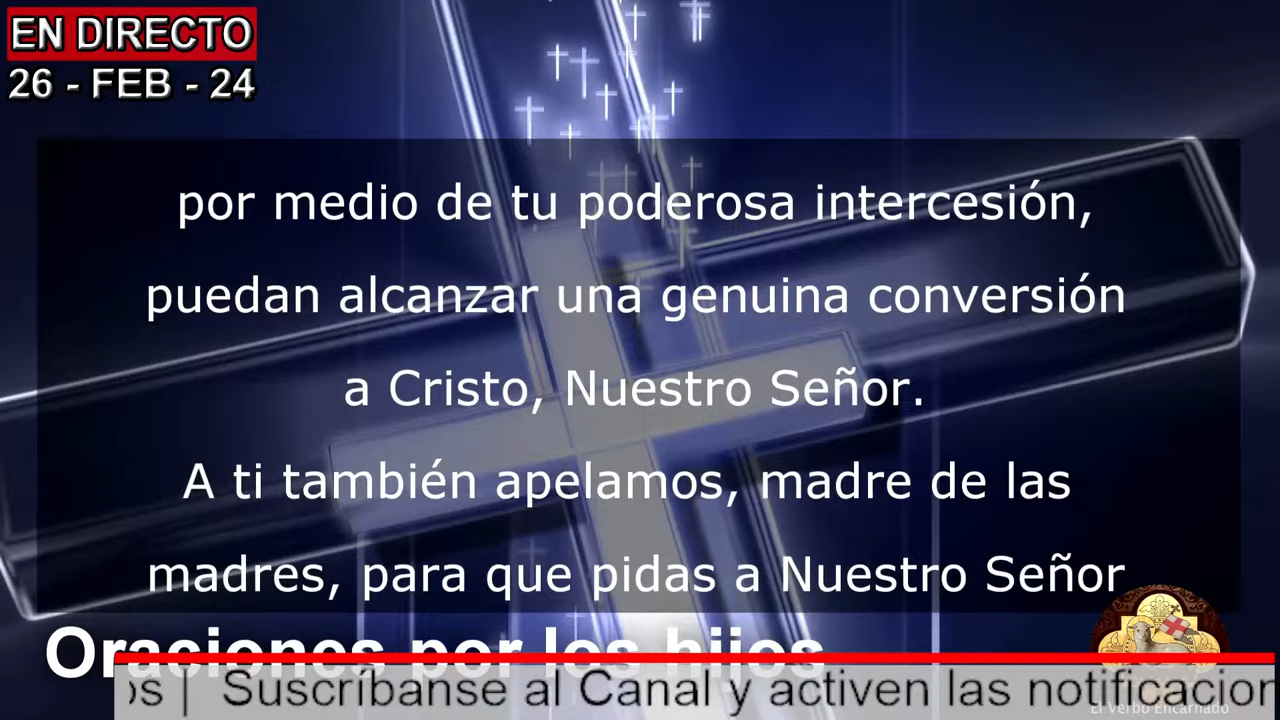 EN DIRECTO
26 - FEB - 24
por medio de tu poderosa intercesión,
puedan alcanzar una genuina conversión
a Cristo, Nuestro Señor.
A ti también apelamos, madre de las
madres, para que pidas a Nuestro Señor
Oraciones por los hijos
| Suscríbanse al Canal y activen las notificacion
El Verbo Encarnado